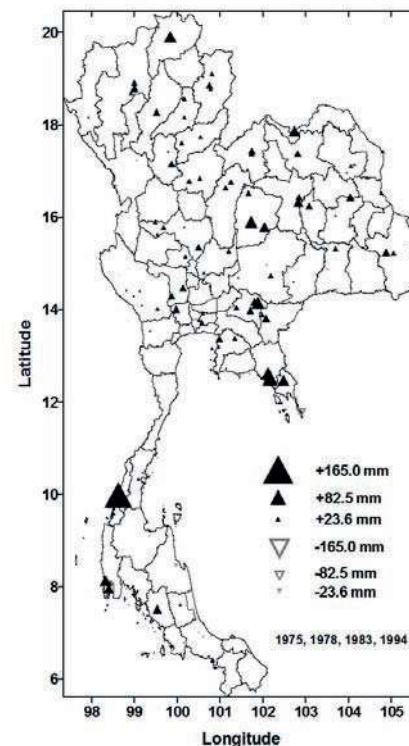 20
18
16
14
12
10
8
6
Latitude
+165.0 mm
+82.5 mm
+23.6 mm
-165.0 mm
-82.5 mm
-23.6 mm
1975, 1978, 1983, 1994
98 99 100 101 102 103 104 105
Longitude